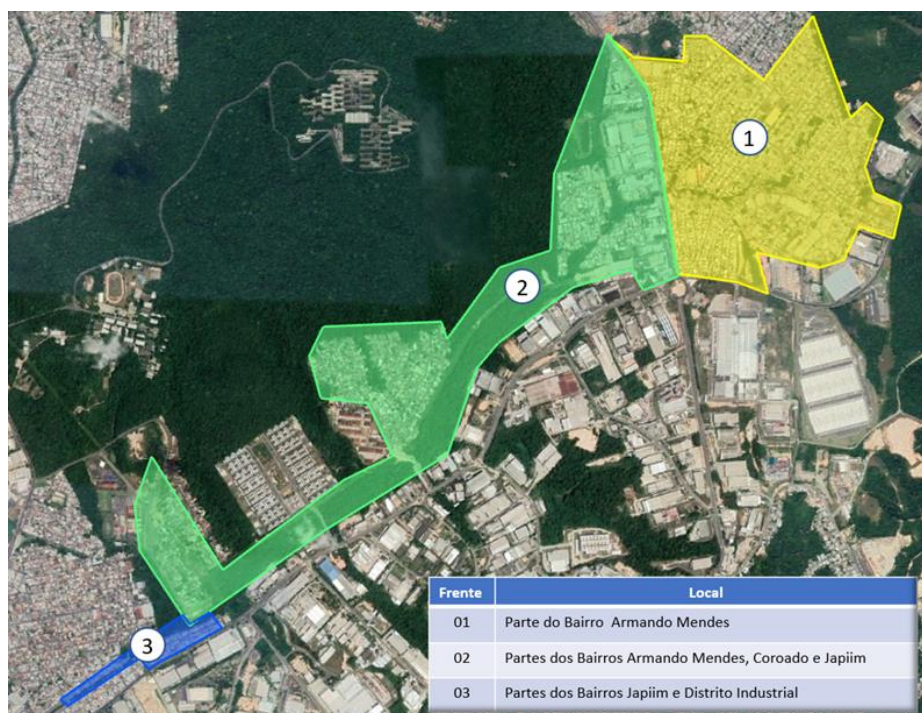 1
2
3
Frente Local
01 Parte do Bairro Armando Mendes
02 Partes dos Bairros Armando Mendes, Coroado e Japiim
03 Partes dos Bairros Japiim e Distrito Industrial